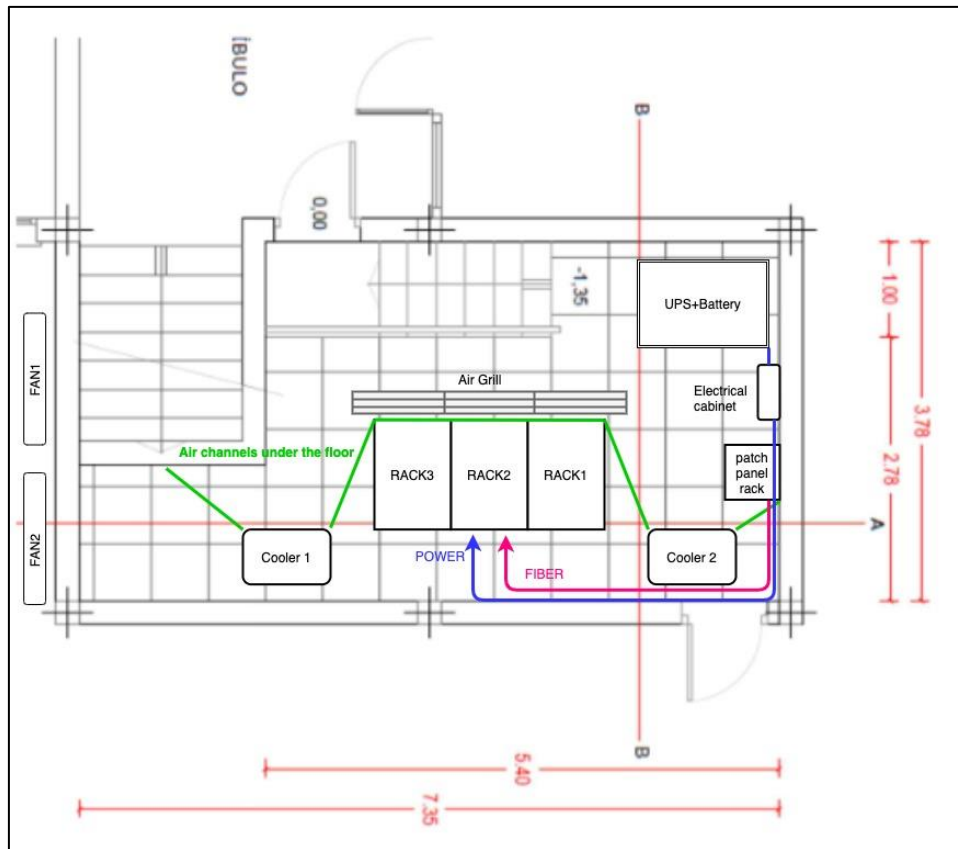 ÍBULO
B
0,00
-1,35
UPS+Battery
1.00
FAN1
Air Grill
Electrical
cabinet
3.78
Air channels under the floor
patch
panel
rack
2.78
RACK3
RACK2
RACK1
FAN2
A
Cooler 1
POWER
FIBER
Cooler 2
B
5.40
7.35